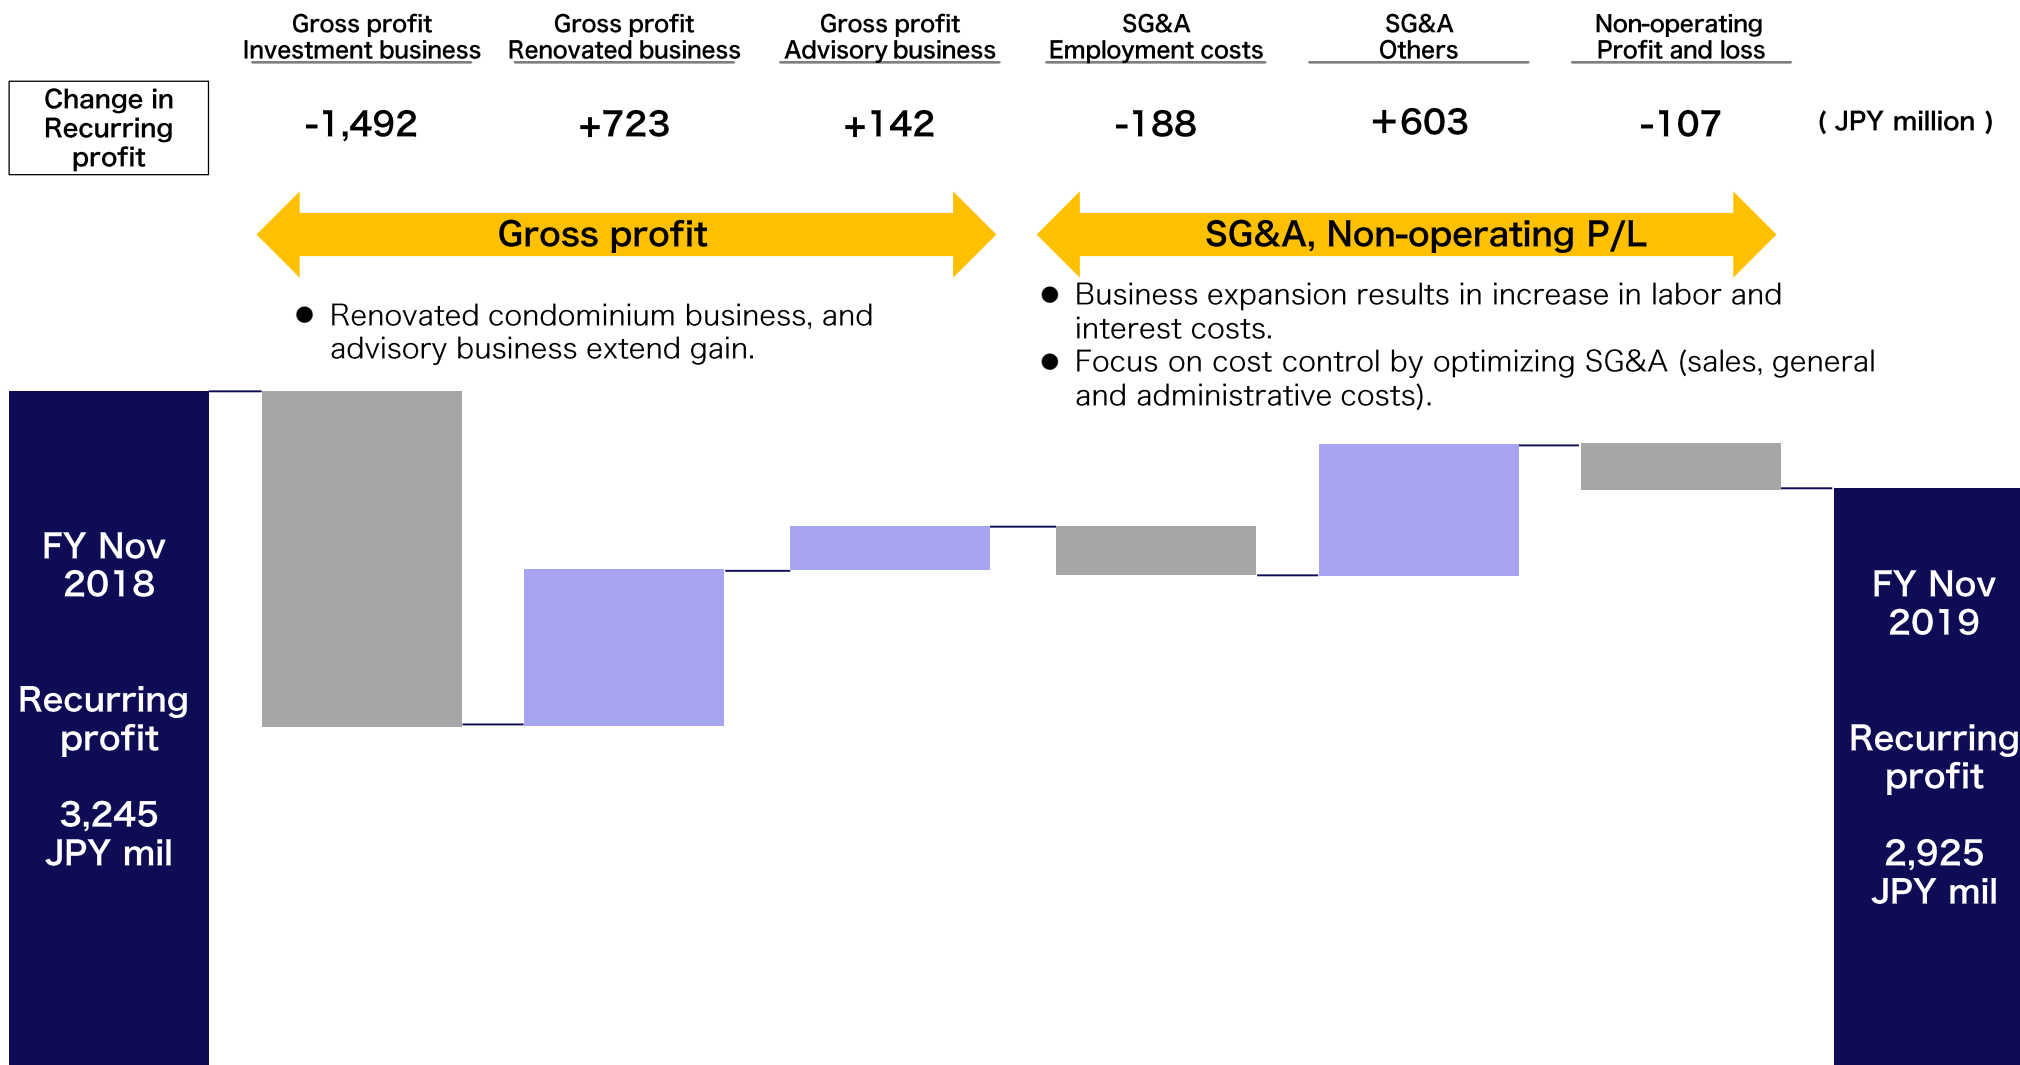 Gross profit
Investment business
Gross profit
Renovated business
Gross profit
Advisory business
SG&A
Employment costs
SG&A
Others
Non-operating
Profit and loss
Change in
Recurring
profit
-1,492
+723
+142
-188
+603
-107
( JPY million )
Gross profit
SG&A, Non-operating P/L
● Renovated condominium business, and
advisory business extend gain.
● Business expansion results in increase in labor and
interest costs.
● Focus on cost control by optimizing SG&A (sales, general
and administrative costs).
FY Nov
2018
Recurring
profit
3,245
JPY mil
FY Nov
2019
Recurring
profit
2,925
JPY mil